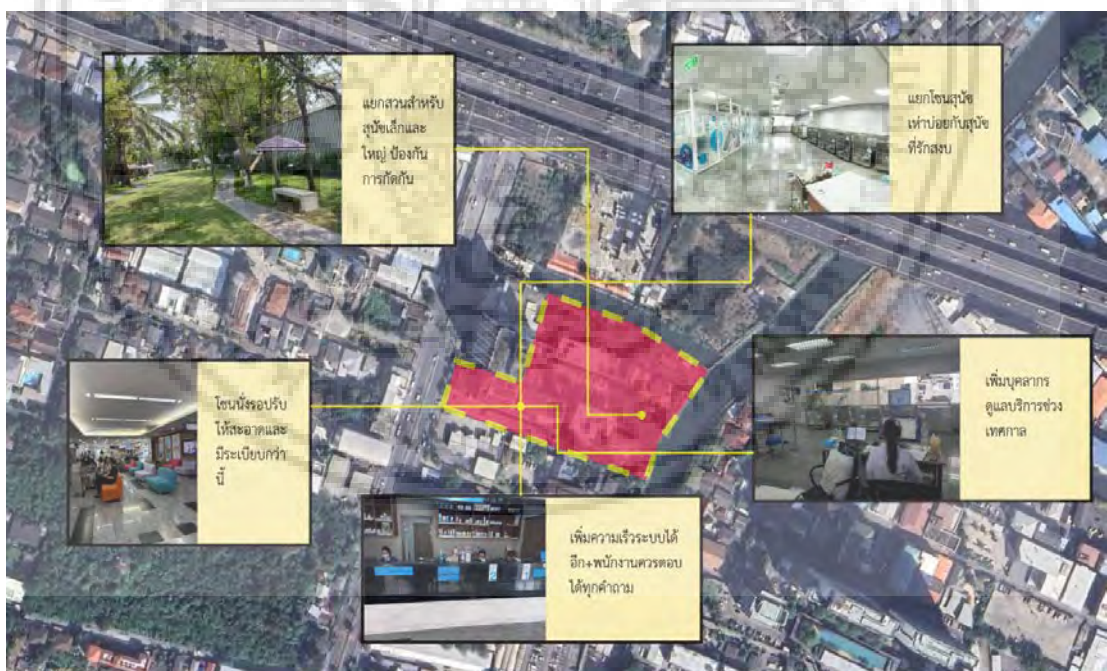 แยกสวนสำหรับ
สุนัขเล็กและ
ใหญ่ ป้องกัน
การกัดกัน
แยกโซนสุนัข
เห่าบ่อยกับสุนัข
ที่รักสงบ
โซนนั่งรอปรับ
ให้สะอาดและ
มีระเบียบกว่า
นี้
เพิ่มบุคลากร
ดูแลบริการช่วง
เทศกาล
เพิ่มความเร็วระบบได้
อีก+พนักงานควรตอบ
ได้ทุกคำถาม